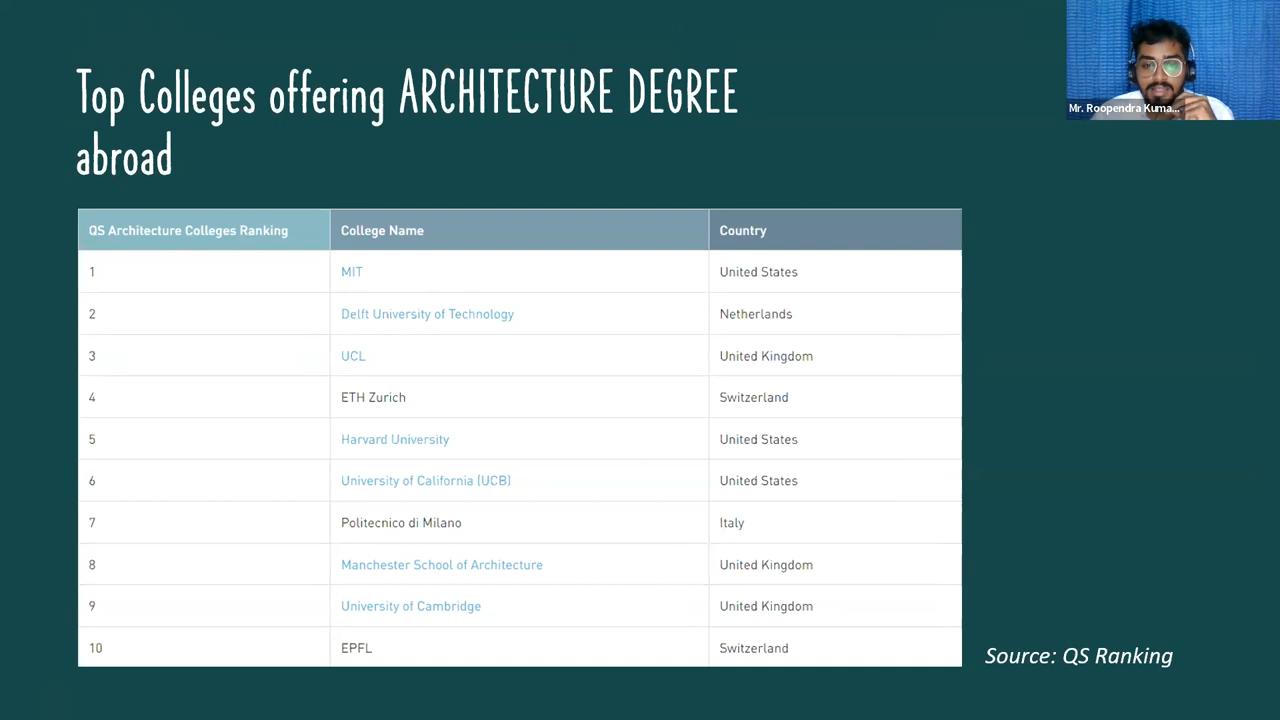 Top Colleges offering ARCHITECTURE DEGREE
abroad
Mr. Roopendra Kuma...
QS Architecture Colleges Ranking College Name Country
1 MIT United States
2 Delft University of Technology Netherlands
3 UCL United Kingdom
4 ETH Zurich Switzerland
5 Harvard University United States
6 University of California (UCB) United States
7 Politecnico di Milano Italy
8 Manchester School of Architecture United Kingdom
9 University of Cambridge United Kingdom
10 EPFL Switzerland
Source: QS Ranking